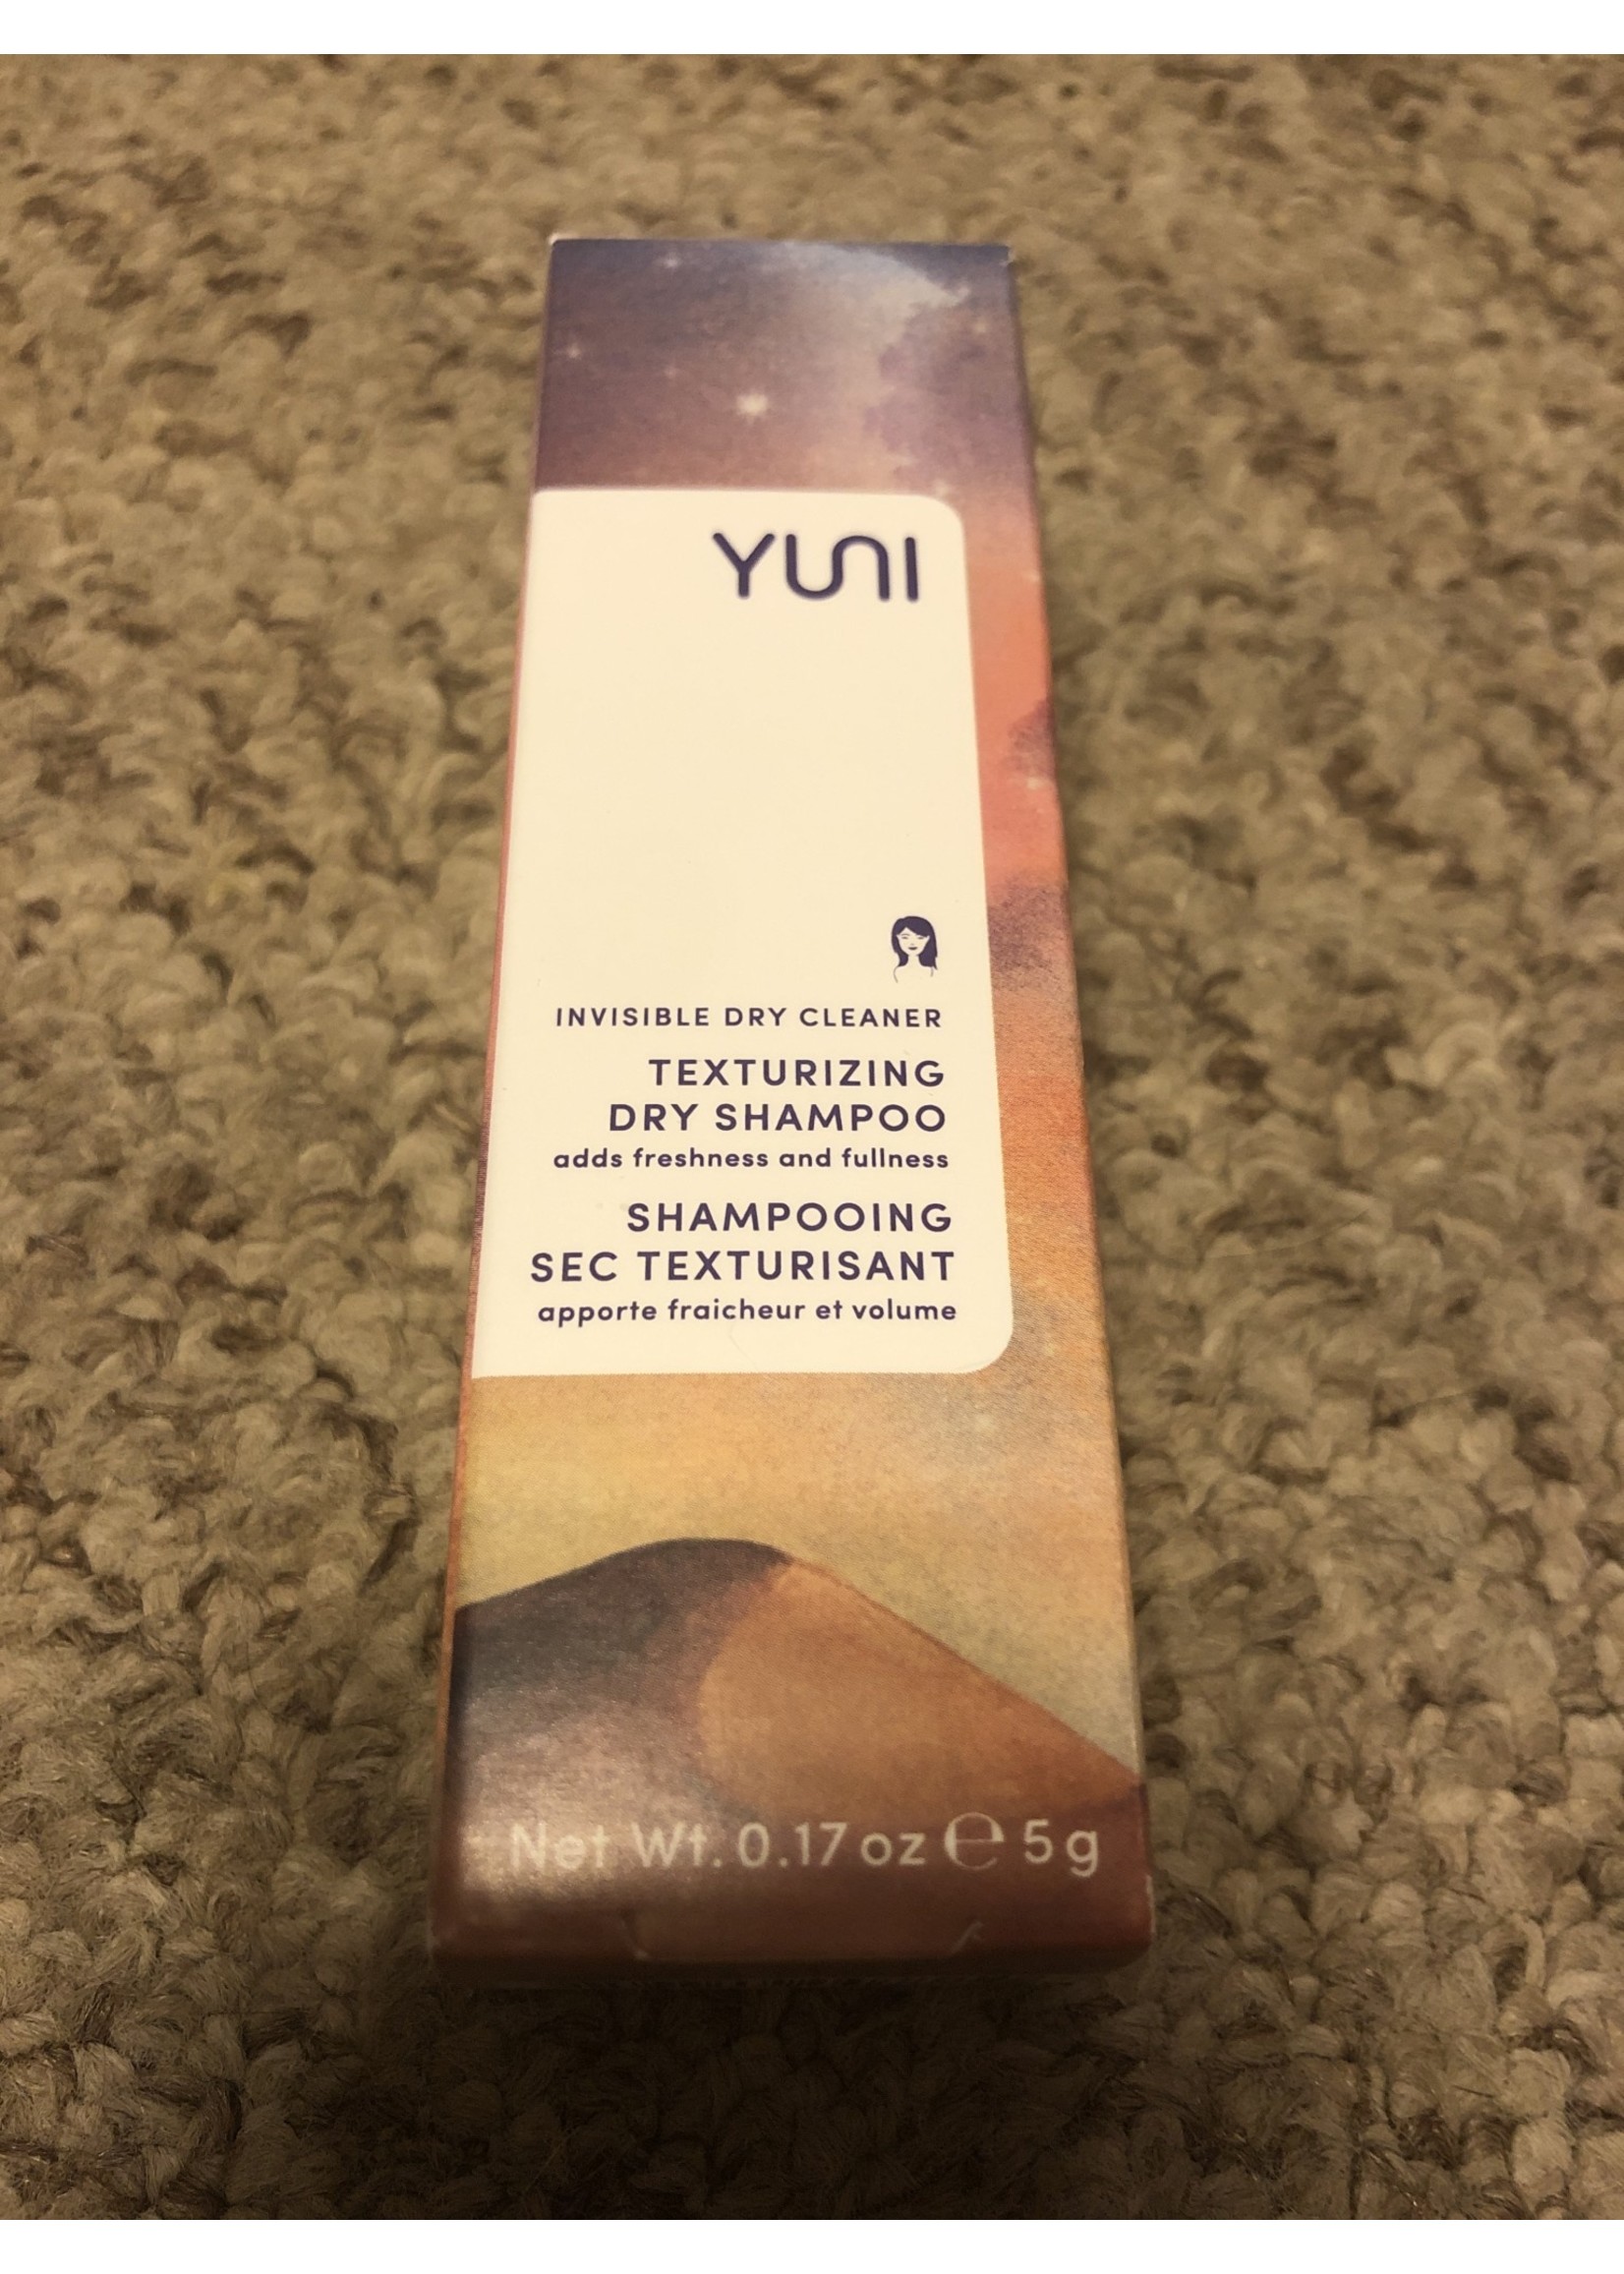 YUNI
INVISIBLE DRY CLEANER
TEXTURIZING
DRY SHAMPOO
adds freshness and fullness
SHAMPOOING
SEC TEXTURISANT
apporte fraicheur et volume
Net Wt. 0.17 oz ℮ 5 g